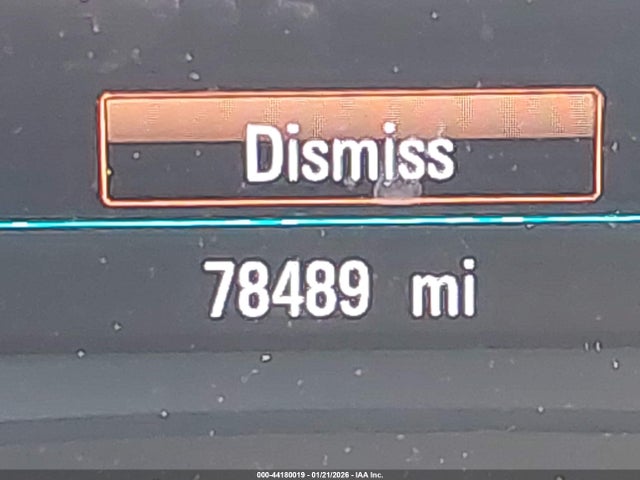 Dismiss
78489 mi
000-44180019 - 01/21/2026 - IAA Inc.